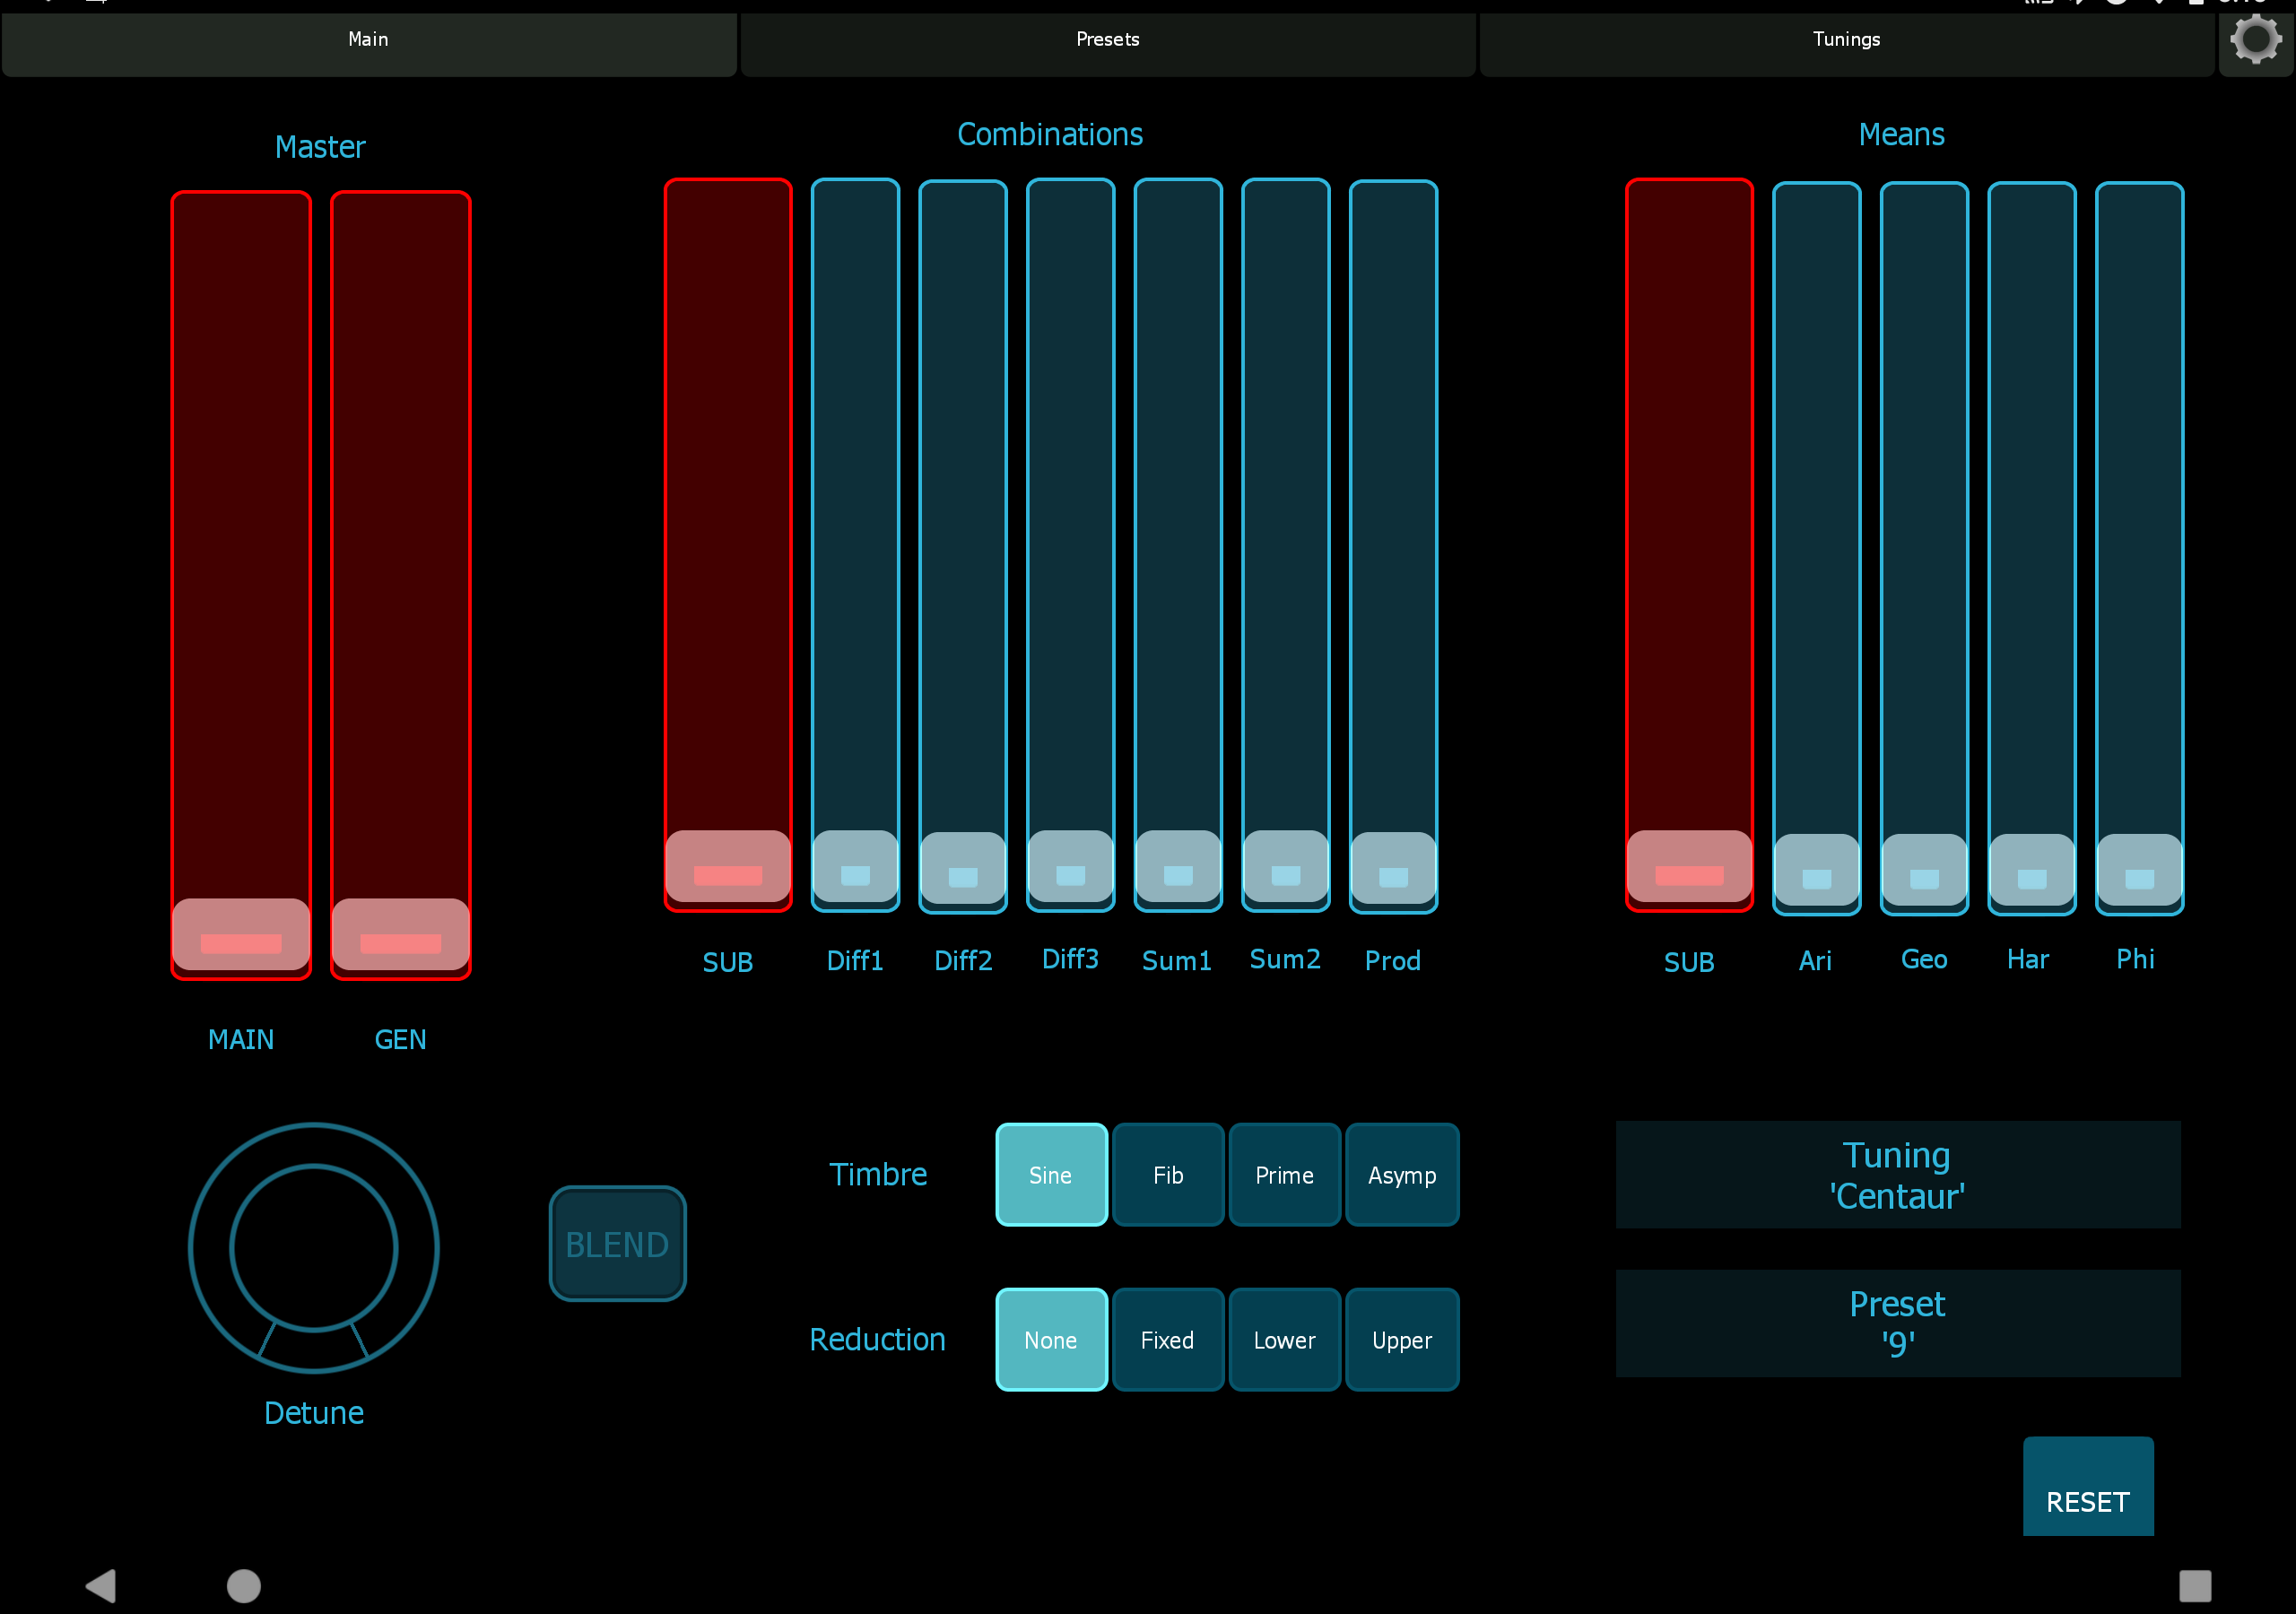 Main
Presets
Tunings
Master
Combinations
Means
SUB
Diff1
Diff2
Diff3
Sum1
Sum2
Prod
SUB
Ari
Geo
Har
Phi
MAIN
GEN
Timbre
Sine
Fib
Prime
Asymp
Tuning
'Centaur'
BLEND
Reduction
None
Fixed
Lower
Upper
Preset
'9'
Detune
RESET